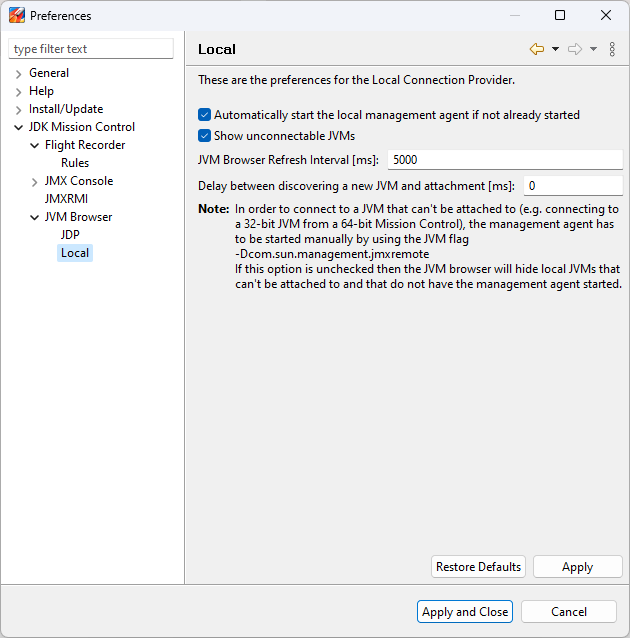 Preferences
type filter text
General
Help
Install/Update
JDK Mission Control
Flight Recorder
Rules
JMX Console
JMXRMI
JVM Browser
JDP
Local
Local
These are the preferences for the Local Connection Provider.
Automatically start the local management agent if not already started
Show unconnectable JVMs
JVM Browser Refresh Interval [ms]: 5000
Delay between discovering a new JVM and attachment [ms]: 0
Note: In order to connect to a JVM that can't be attached to (e.g. connecting to
a 32-bit JVM from a 64-bit Mission Control), the management agent has
to be started manually by using the JVM flag
-Dcom.sun.management.jmxremote
If this option is unchecked then the JVM browser will hide local JVMs that
can't be attached to and that do not have the management agent started.
Restore Defaults Apply
Apply and Close Cancel